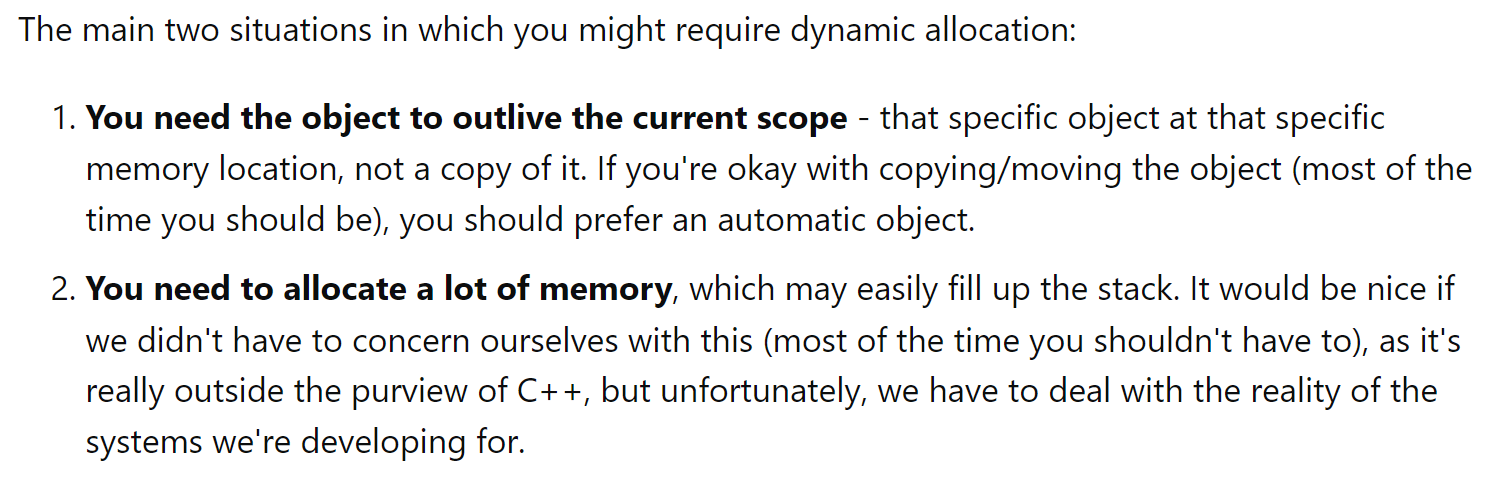 The main two situations in which you might require dynamic allocation:
1. You need the object to outlive the current scope - that specific object at that specific
memory location, not a copy of it. If you're okay with copying/moving the object (most of the
time you should be), you should prefer an automatic object.
2. You need to allocate a lot of memory, which may easily fill up the stack. It would be nice if
we didn't have to concern ourselves with this (most of the time you shouldn't have to), as it's
really outside the purview of C++, but unfortunately, we have to deal with the reality of the
systems we're developing for.